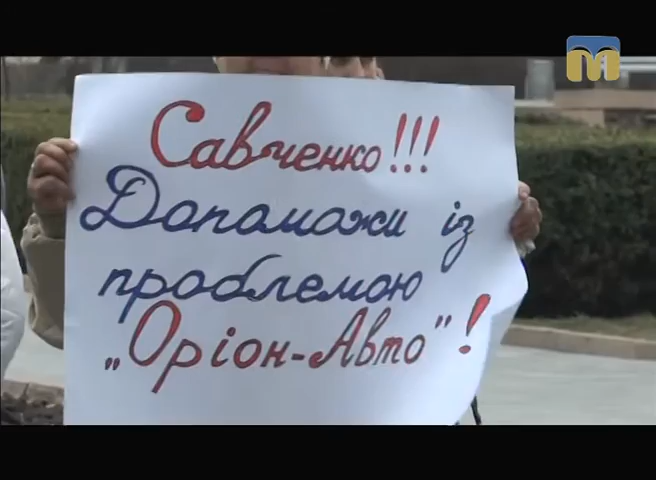 Савченко!!!
Допоможи із
проблемою
„Оріон-Авто"!